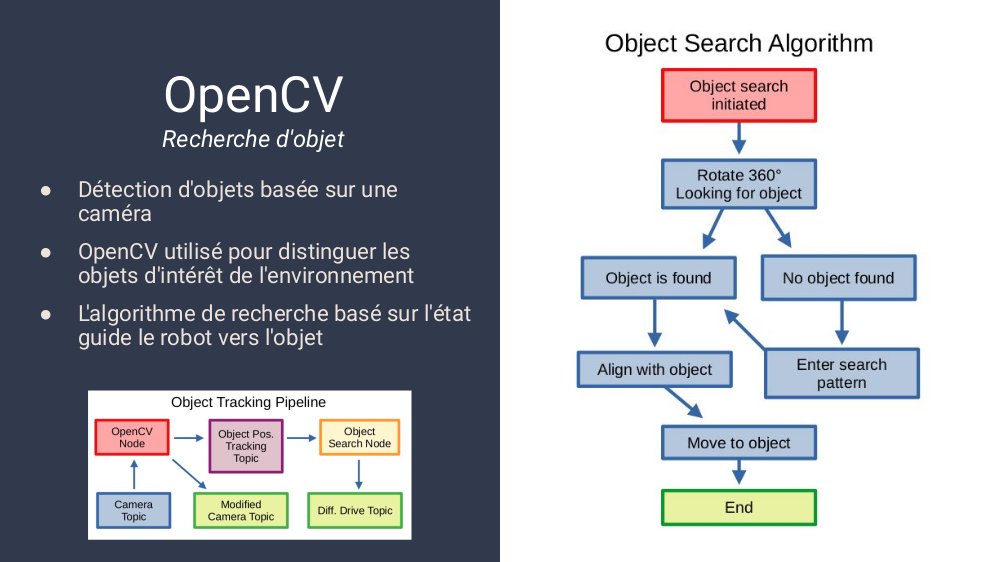 OpenCV
Recherche d'objet
● Détection d'objets basée sur une
caméra
● OpenCV utilisé pour distinguer les
objets d'intérêt de l'environnement
● L'algorithme de recherche basé sur l'état
guide le robot vers l'objet
Object Tracking Pipeline
OpenCV
Node
Object Pos.
Tracking
Topic
Object
Search Node
Camera
Topic
Modified
Camera Topic
Diff. Drive Topic
Object Search Algorithm
Object search
initiated
Rotate 360°
Looking for object
Object is found
No object found
Align with object
Enter search
pattern
Move to object
End